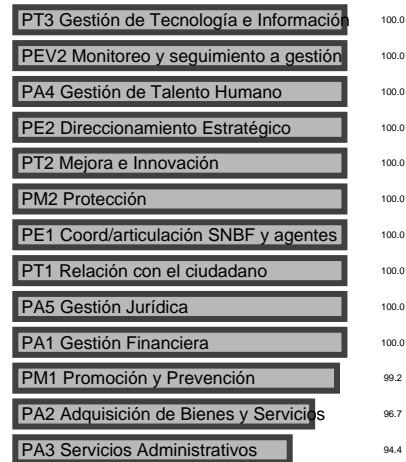 PT3 Gestión de Tecnología e Información 100.0
PEV2 Monitoreo y seguimiento a gestión 100.0
PA4 Gestión de Talento Humano 100.0
PE2 Direccionamiento Estratégico 100.0
PT2 Mejora e Innovación 100.0
PM2 Protección 100.0
PE1 Coord/articulación SNBF y agentes 100.0
PT1 Relación con el ciudadano 100.0
PA5 Gestión Jurídica 100.0
PA1 Gestión Financiera 100.0
PM1 Promoción y Prevención 99.2
PA2 Adquisición de Bienes y Servicios 96.7
PA3 Servicios Administrativos 94.4